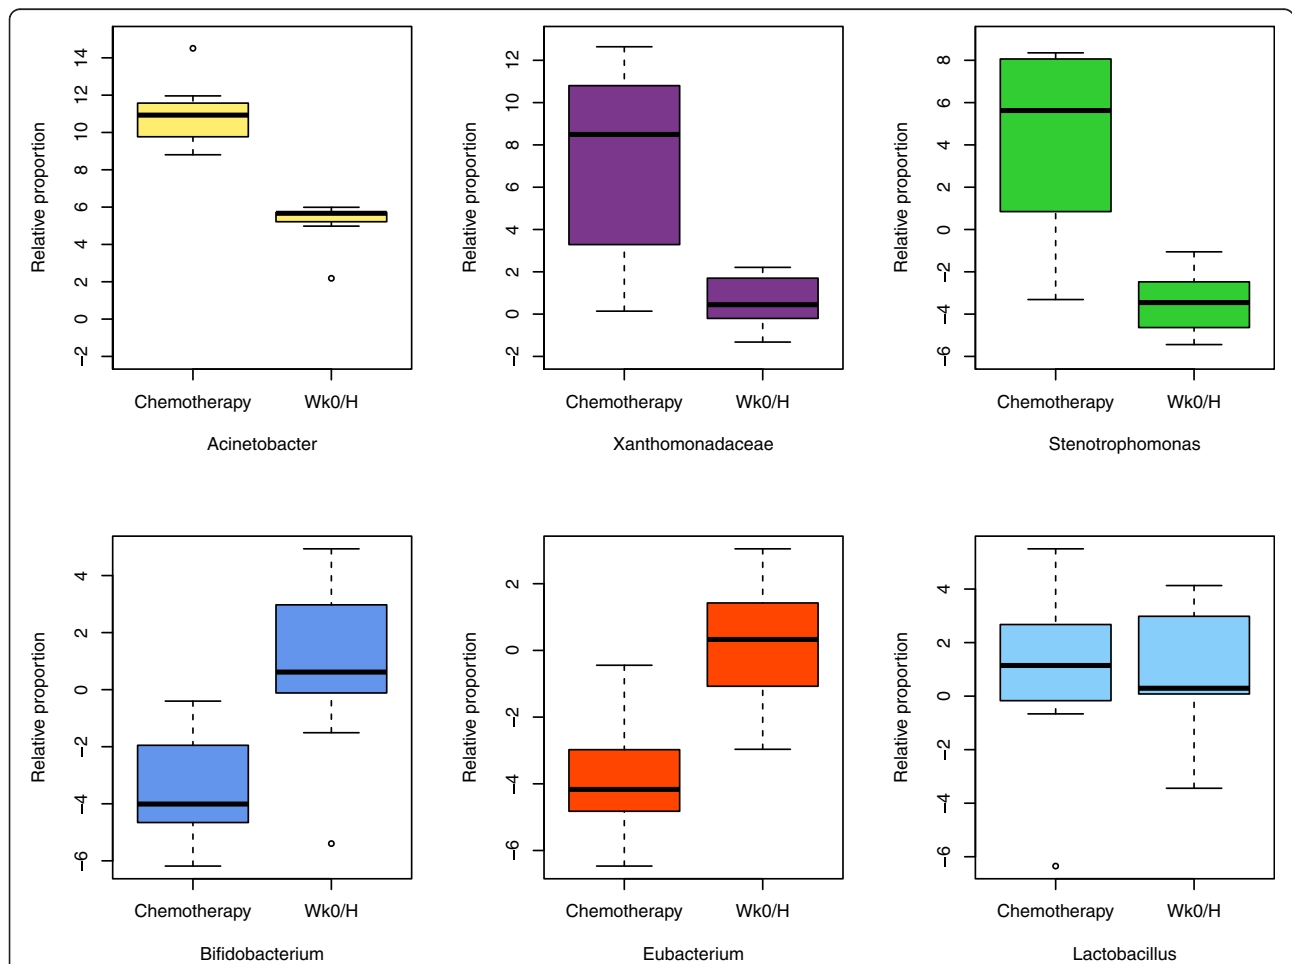 Relative proportion
14
12
10
8
6
4
2
0
−2
Chemotherapy Wk0/H
Acinetobacter
Relative proportion
12
10
8
6
4
2
0
−2
Chemotherapy Wk0/H
Xanthomonadaceae
Relative proportion
8
6
4
2
0
−2
−4
−6
Chemotherapy Wk0/H
Stenotrophomonas
Relative proportion
4
2
0
−2
−4
−6
Chemotherapy Wk0/H
Bifidobacterium
Relative proportion
2
0
−2
−4
−6
Chemotherapy Wk0/H
Eubacterium
Relative proportion
4
2
0
−2
−4
−6
Chemotherapy Wk0/H
Lactobacillus